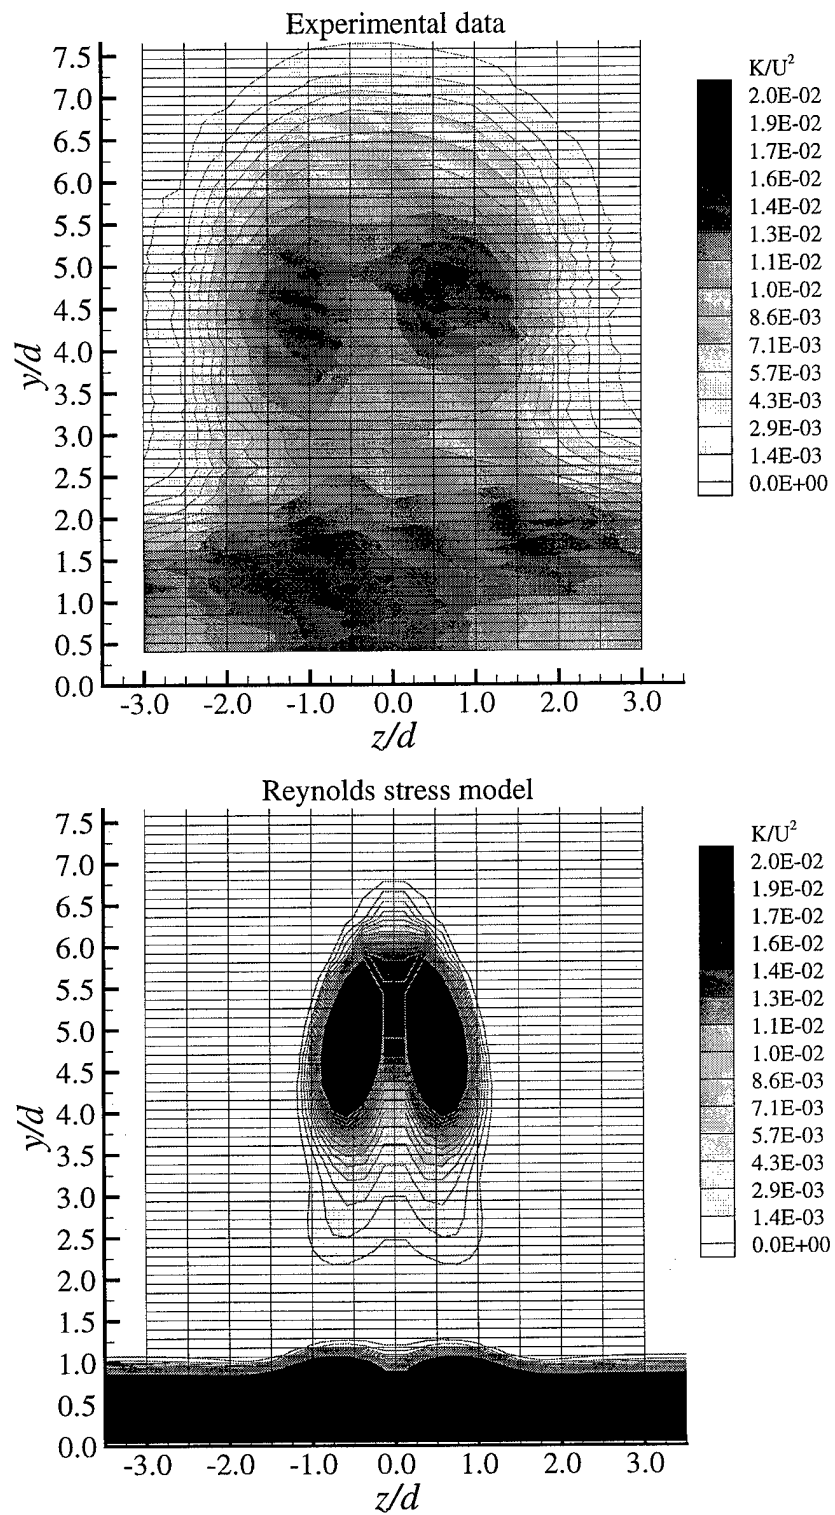 Experimental data
7.5
7.0
6.5
6.0
5.5
5.0
4.5
4.0
3.5
3.0
2.5
2.0
1.5
1.0
0.5
0.0
y/d
-3.0 -2.0 -1.0 0.0 1.0 2.0 3.0
z/d
K/U²
2.0E-02
1.9E-02
1.7E-02
1.6E-02
1.4E-02
1.3E-02
1.1E-02
1.0E-02
8.6E-03
7.1E-03
5.7E-03
4.3E-03
2.9E-03
1.4E-03
0.0E+00
Reynolds stress model
7.5
7.0
6.5
6.0
5.5
5.0
4.5
4.0
3.5
3.0
2.5
2.0
1.5
1.0
0.5
0.0
y/d
-3.0 -2.0 -1.0 0.0 1.0 2.0 3.0
z/d
K/U²
2.0E-02
1.9E-02
1.7E-02
1.6E-02
1.4E-02
1.3E-02
1.1E-02
1.0E-02
8.6E-03
7.1E-03
5.7E-03
4.3E-03
2.9E-03
1.4E-03
0.0E+00